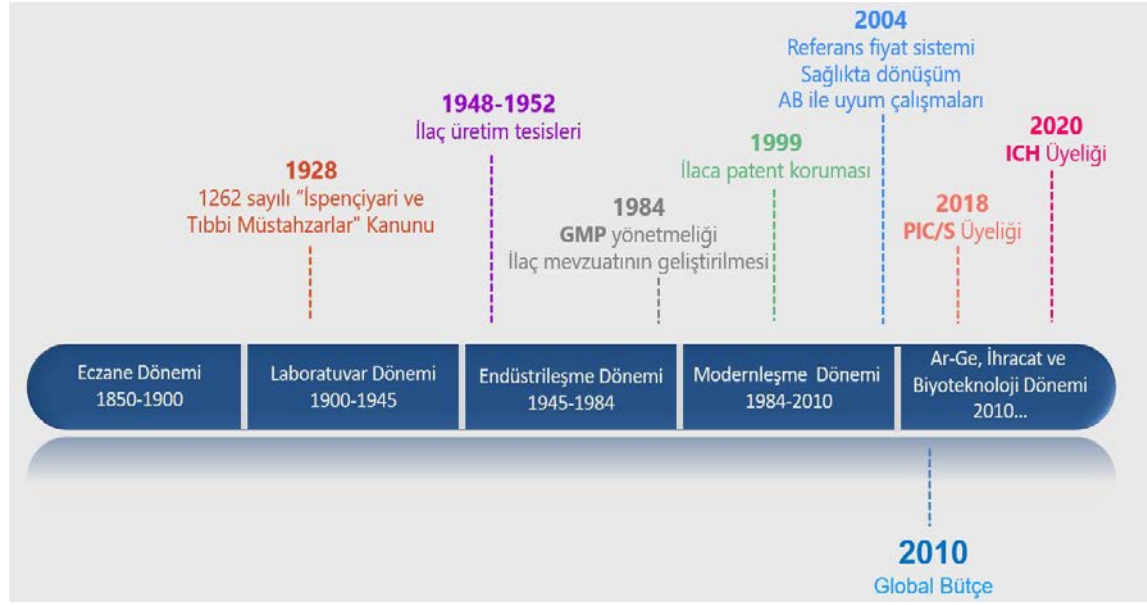 1928
1262 sayılı “İspençiyari ve
Tıbbi Müstahzarlar" Kanunu
1948-1952
İlaç üretim tesisleri
1984
GMP yönetmeliği
İlaç mevzuatının geliştirilmesi
1999
İlaca patent koruması
2004
Referans fiyat sistemi
Sağlıkta dönüşüm
AB ile uyum çalışmaları
2018
PIC/S Üyeliği
2020
ICH Üyeliği
Eczane Dönemi
1850-1900
Laboratuvar Dönemi
1900-1945
Endüstrileşme Dönemi
1945-1984
Modernleşme Dönemi
1984-2010
Ar-Ge, İhracat ve
Biyoteknoloji Dönemi
2010...
2010
Global Bütçe